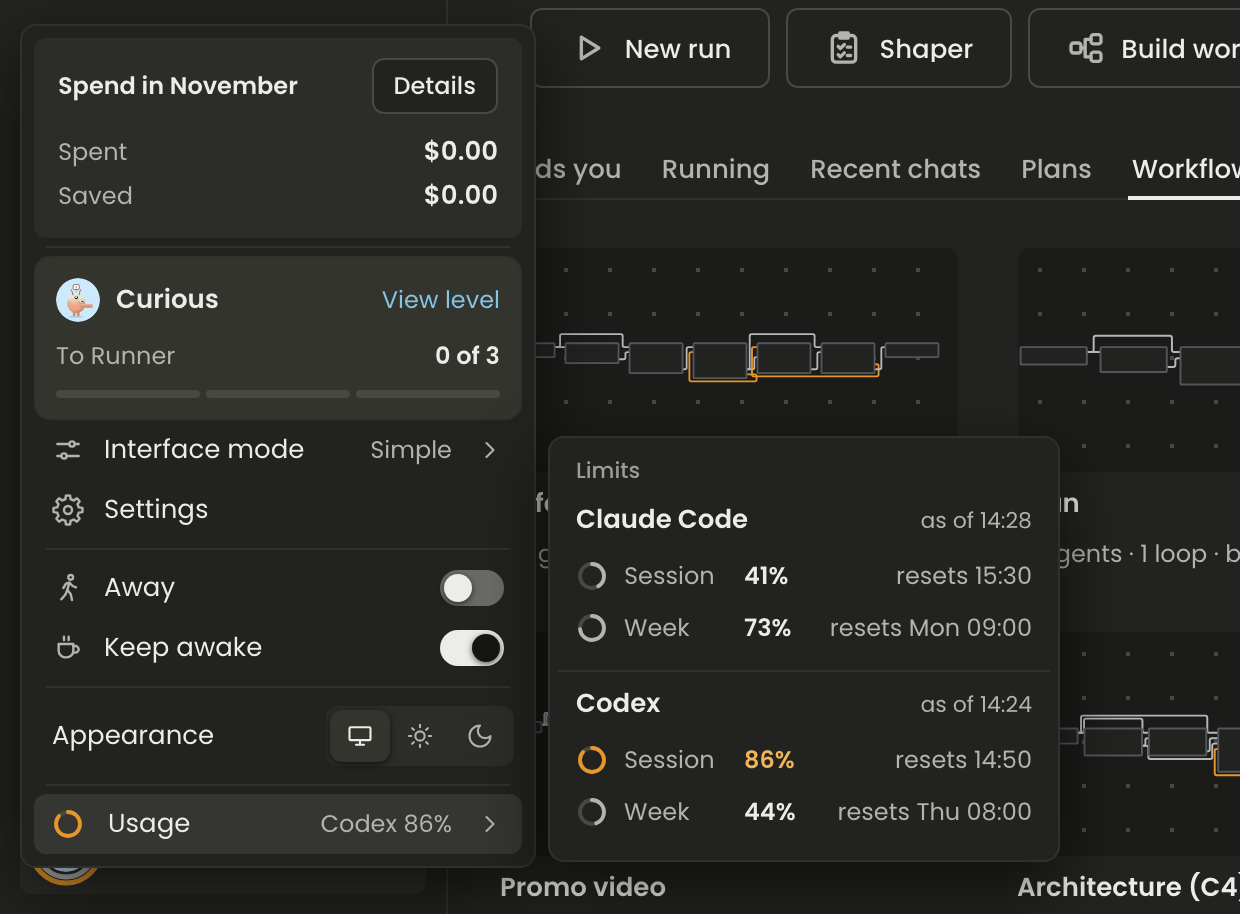 New run
Shaper
Build wor
Spend in November
Details
Spent $0.00
Saved $0.00
ds you
Running
Recent chats
Plans
Workflow
Curious
View level
To Runner
0 of 3
Interface mode
Simple
Settings
Away
Keep awake
Appearance
Usage
Codex 86%
Limits
Claude Code
as of 14:28
Session 41% resets 15:30
Week 73% resets Mon 09:00
Codex
as of 14:24
Session 86% resets 14:50
Week 44% resets Thu 08:00
gents · 1 loop · b
Promo video
Architecture (C4)